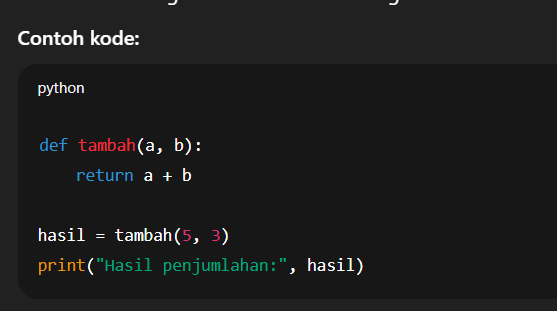 Contoh kode:
python
def tambah(a, b):
    return a + b
hasil = tambah(5, 3)
print("Hasil penjumlahan:", hasil)